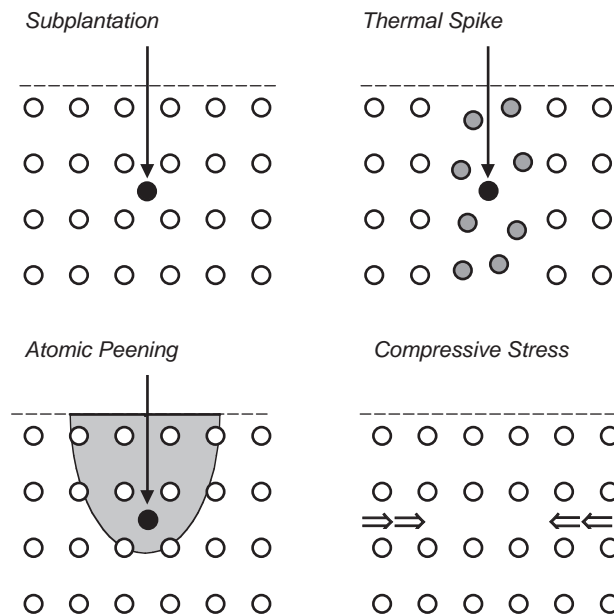 Subplantation
Thermal Spike
Atomic Peening
Compressive Stress